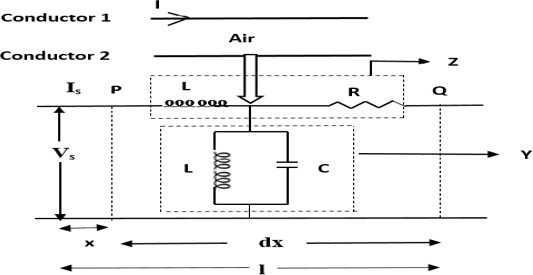 I
Conductor 1
Air
Conductor 2
Z
Is P L R Q
Vs
L C
Y
x
dx
l